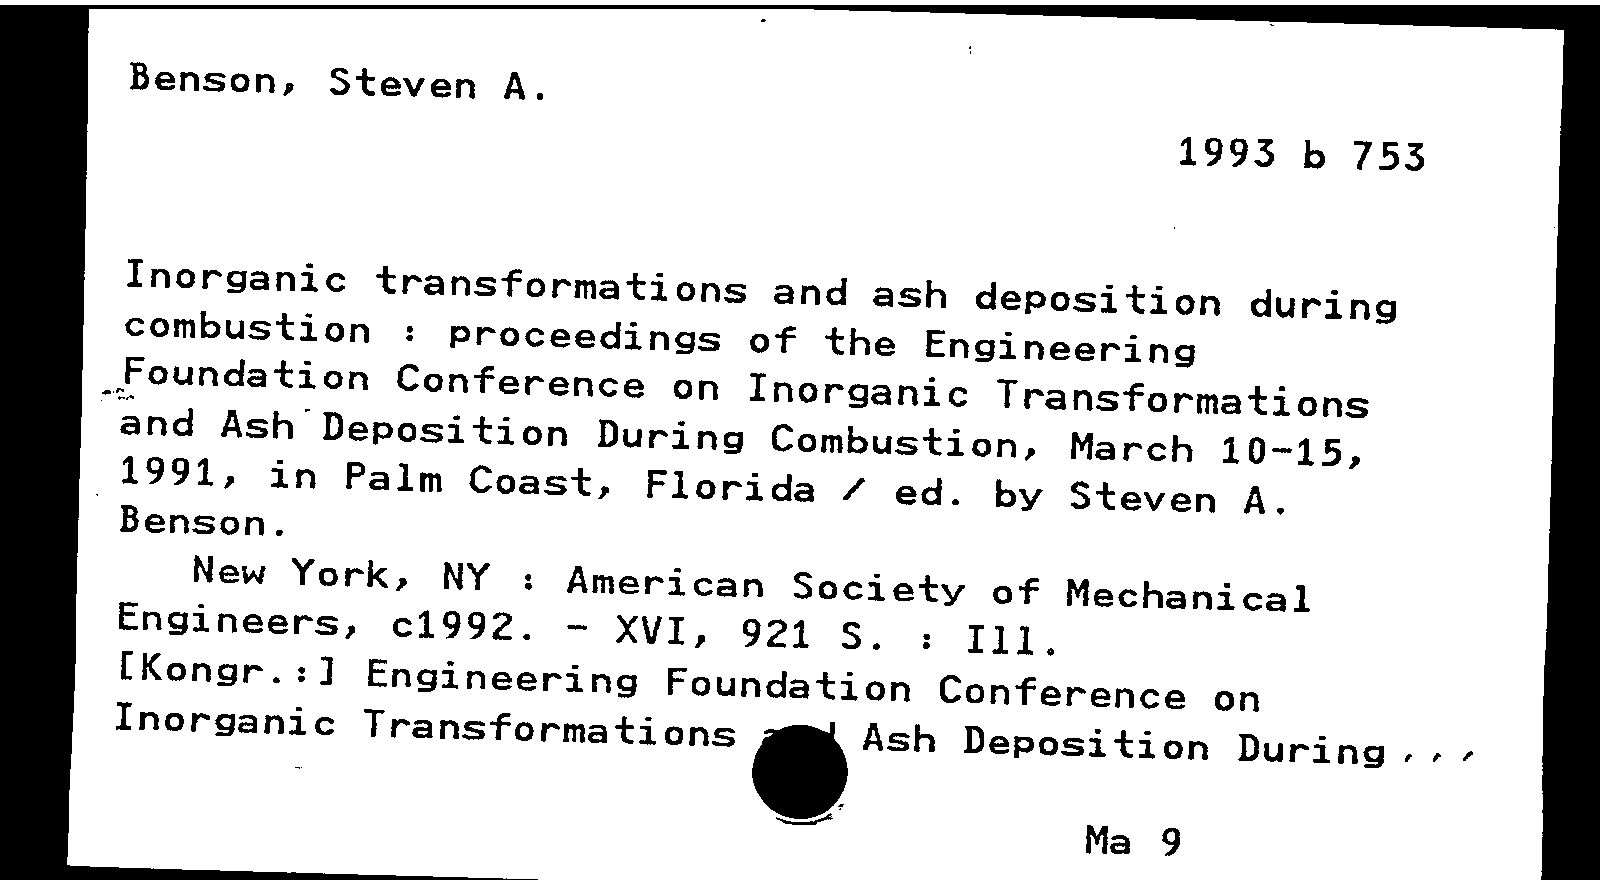 Benson, Steven A.
1993 b 753
Inorganic transformations and ash deposition during
combustion : proceedings of the Engineering
Foundation Conference on Inorganic Transformations
and Ash Deposition During Combustion, March 10-15,
1991, in Palm Coast, Florida / ed. by Steven A.
Benson.
New York, NY : American Society of Mechanical
Engineers, c1992. - XVI, 921 S. : Ill.
[Kongr.:] Engineering Foundation Conference on
Inorganic Transformations and Ash Deposition During ...
Ma 9